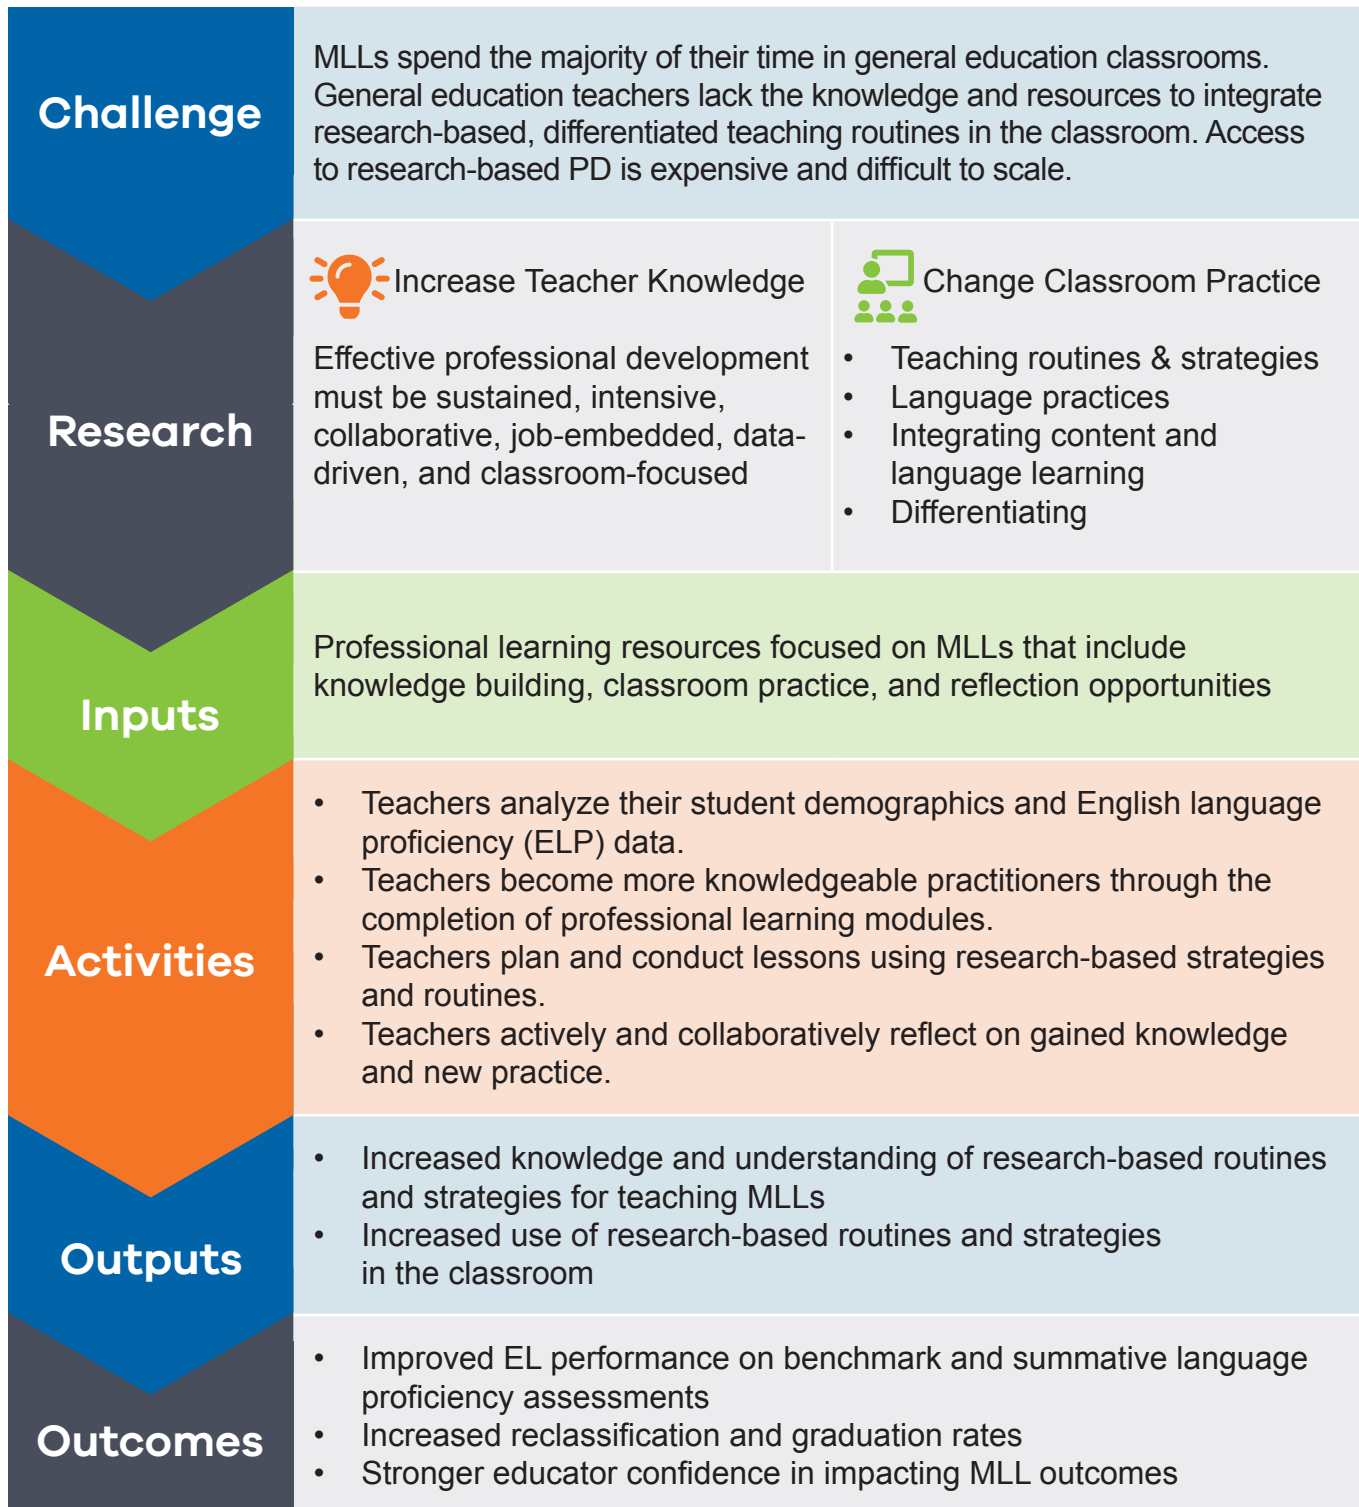 Challenge
MLLs spend the majority of their time in general education classrooms.
General education teachers lack the knowledge and resources to integrate
research-based, differentiated teaching routines in the classroom. Access
to research-based PD is expensive and difficult to scale.
Research
Increase Teacher Knowledge
Effective professional development
must be sustained, intensive,
collaborative, job-embedded, data-
driven, and classroom-focused
Change Classroom Practice
• Teaching routines & strategies
• Language practices
• Integrating content and
language learning
• Differentiating
Inputs
Professional learning resources focused on MLLs that include
knowledge building, classroom practice, and reflection opportunities
Activities
• Teachers analyze their student demographics and English language
proficiency (ELP) data.
• Teachers become more knowledgeable practitioners through the
completion of professional learning modules.
• Teachers plan and conduct lessons using research-based strategies
and routines.
• Teachers actively and collaboratively reflect on gained knowledge
and new practice.
Outputs
• Increased knowledge and understanding of research-based routines
and strategies for teaching MLLs
• Increased use of research-based routines and strategies
in the classroom
Outcomes
• Improved EL performance on benchmark and summative language
proficiency assessments
• Increased reclassification and graduation rates
• Stronger educator confidence in impacting MLL outcomes